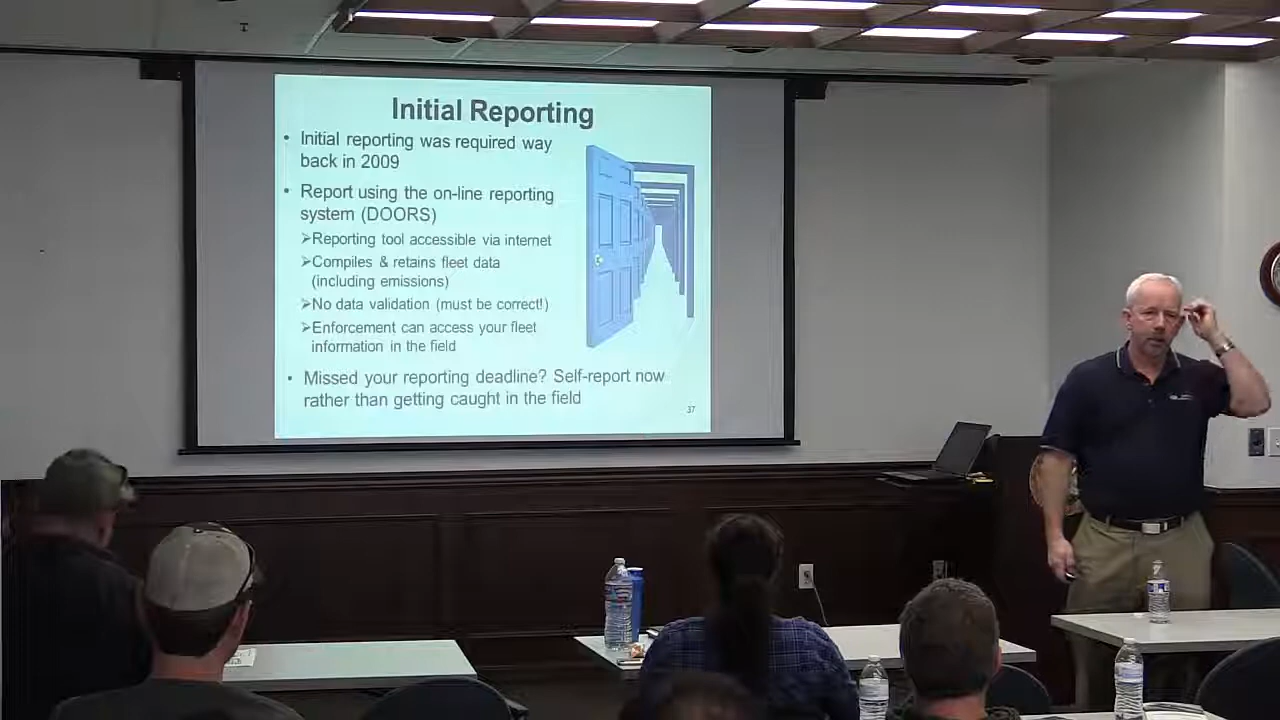 Initial Reporting
• Initial reporting was required way
back in 2009
• Report using the on-line reporting
system (DOORS)
➢Reporting tool accessible via internet
➢Compiles & retains fleet data
(including emissions)
➢No data validation (must be correct!)
➢Enforcement can access your fleet
information in the field
• Missed your reporting deadline? Self-report now
rather than getting caught in the field
37